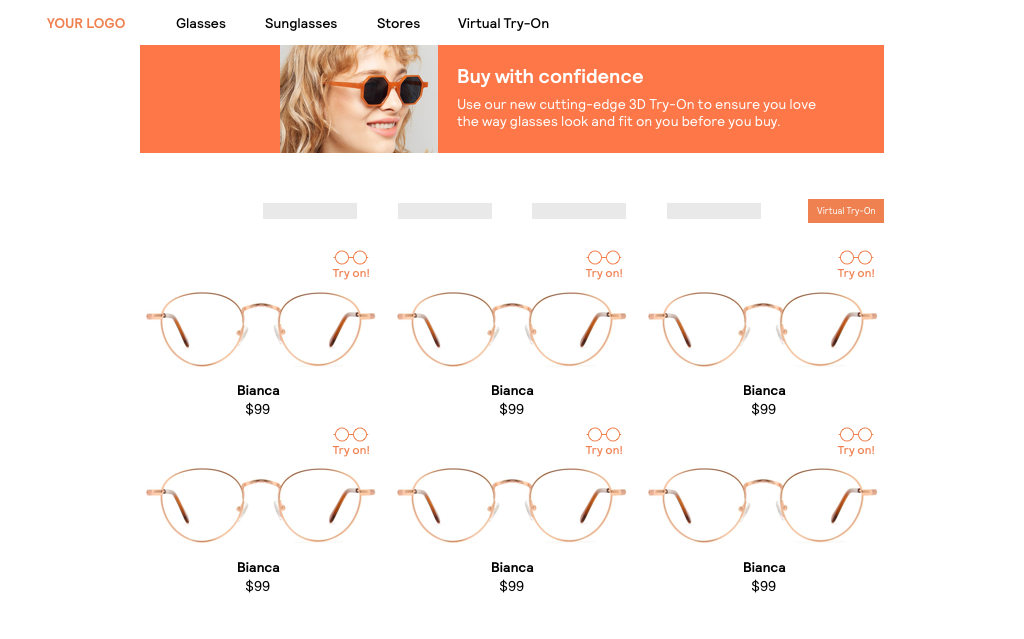 YOUR LOGO Glasses Sunglasses Stores Virtual Try-On
Buy with confidence
Use our new cutting-edge 3D Try-On to ensure you love
the way glasses look and fit on you before you buy.
Virtual Try-On
Try on! Try on! Try on!
Bianca Bianca Bianca
$99 $99 $99
Try on! Try on! Try on!
Bianca Bianca Bianca
$99 $99 $99